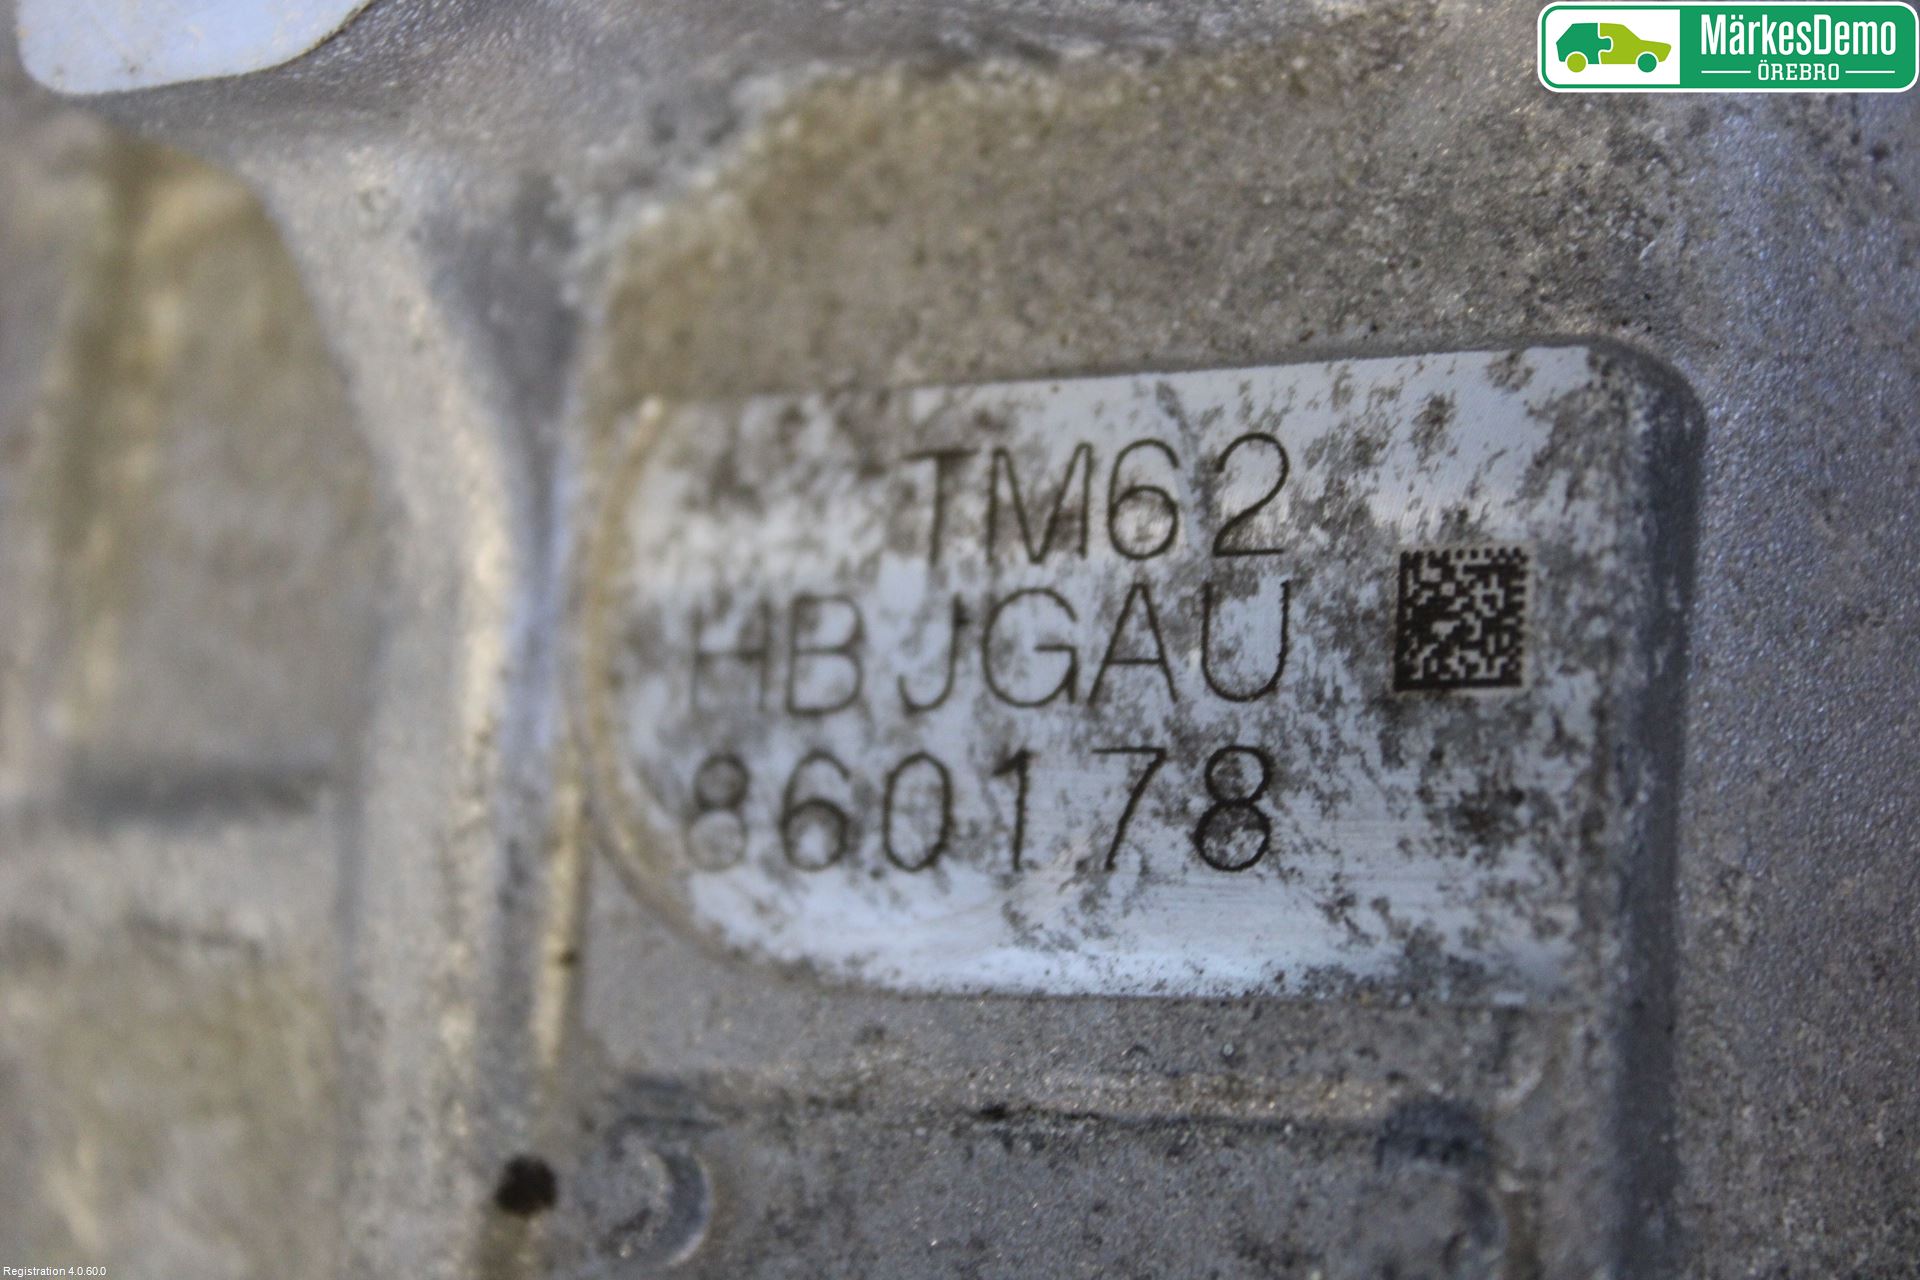 MärkesDemo
ÖREBRO
TM62
HBJGAU
860178
Registration 4.0.60.0